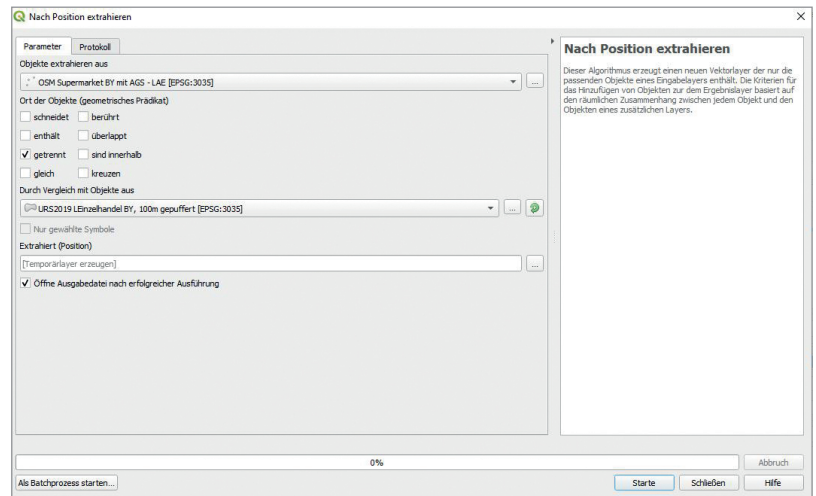 Nach Position extrahieren
Parameter
Protokoll
Objekte extrahieren aus
OSM Supermarket BY mit AGS - LAE [EPSG:3035]
...
Ort der Objekte (geometrisches Prädikat)
schneidet
berührt
enthält
überlappt
getrennt
sind innerhalb
gleich
kreuzen
Durch Vergleich mit Objekte aus
URS2019 LEinzelhandel BY, 100m gepuffert [EPSG:3035]
...
Nur gewählte Symbole
Extrahiert (Position)
[Temporärlayer erzeugen]
...
Öffne Ausgabedatei nach erfolgreicher Ausführung
Nach Position extrahieren
Dieser Algorithmus erzeugt einen neuen Vektorlayer der nur die
passenden Objekte eines Eingabelayers enthält. Die Kriterien für
das Hinzufügen von Objekten zu dem Ergebnislayer basiert auf
den räumlichen Zusammenhang zwischen jedem Objekt und den
Objekten eines zusätzlichen Layers.
0%
Abbruch
Als Batchprozess starten...
Starte
Schließen
Hilfe